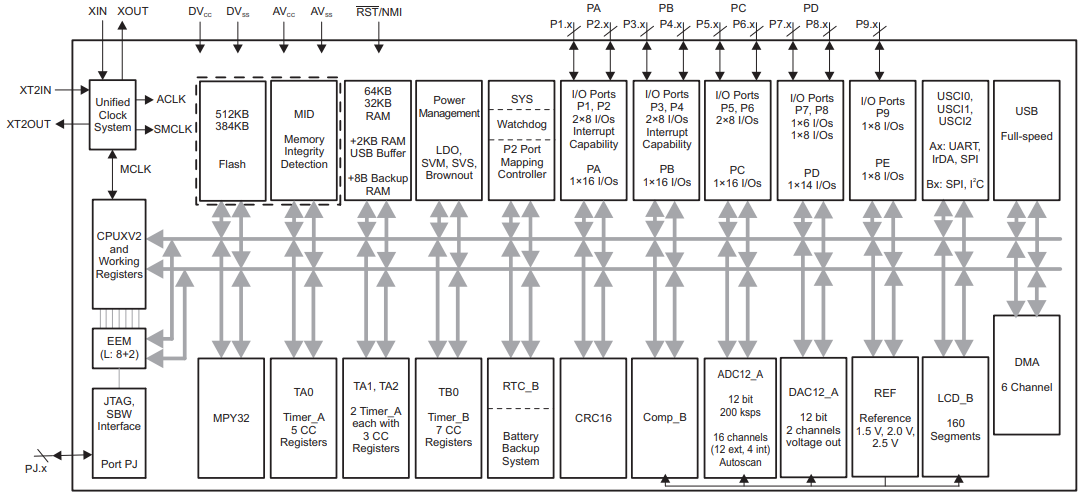 XIN
XOUT
DVCC
DVSS
AVCC
AVSS
RST/NMI
PA
P1.x
P2.x
PB
P3.x
P4.x
PC
P5.x
P6.x
PD
P7.x
P8.x
P9.x
XT2IN
XT2OUT
Unified
Clock
System
ACLK
SMCLK
MCLK
512KB
384KB
Flash
MID
Memory
Integrity
Detection
64KB
32KB
RAM
+2KB RAM
USB Buffer
+8B Backup
RAM
Power
Management
LDO,
SVM, SVS,
Brownout
SYS
Watchdog
P2 Port
Mapping
Controller
I/O Ports
P1, P2
2×8 I/Os
Interrupt
Capability
PA
1×16 I/Os
I/O Ports
P3, P4
2×8 I/Os
Interrupt
Capability
PB
1×16 I/Os
I/O Ports
P5, P6
2×8 I/Os
PC
1×16 I/Os
I/O Ports
P7, P8
1×6 I/Os
1×8 I/Os
PD
1×14 I/Os
I/O Ports
P9
1×8 I/Os
PE
1×8 I/Os
USCI0,
USCI1,
USCI2
Ax: UART,
IrDA, SPI
Bx: SPI, I²C
USB
Full-speed
CPUXV2
and
Working
Registers
EEM
(L: 8+2)
JTAG,
SBW
Interface
Port PJ
PJ.x
MPY32
TA0
Timer_A
5 CC
Registers
TA1, TA2
2 Timer_A
each with
3 CC
Registers
TB0
Timer_B
7 CC
Registers
RTC_B
Battery
Backup
System
CRC16
Comp_B
ADC12_A
12 bit
200 ksps
16 channels
(12 ext, 4 int)
Autoscan
DAC12_A
12 bit
2 channels
voltage out
REF
Reference
1.5 V, 2.0 V,
2.5 V
LCD_B
160
Segments
DMA
6 Channel